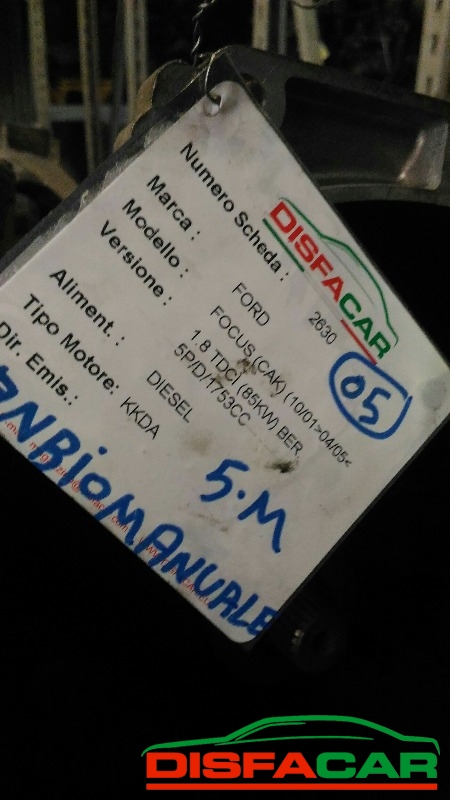 Numero Scheda : 2630
DISFACAR
Marca : FORD
Modello : FOCUS (CAK) (10/01>04/05<
Versione : 1.8 TDCI (85KW) BER
5P/D/1753CC
05
Aliment. : DIESEL
Tipo Motore: KKDA
Dir. Emis.:
5.M
MANUALE
DISFACAR